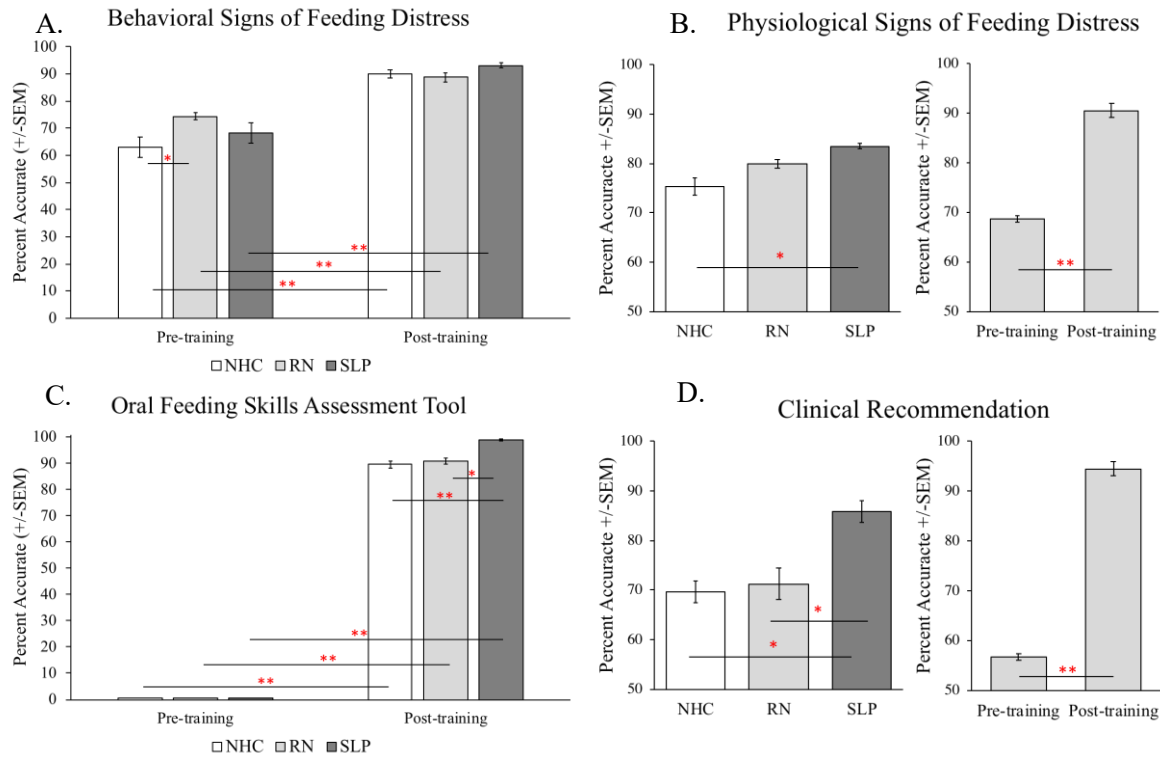 A.
Behavioral Signs of Feeding Distress
Percent Accurate (+/-SEM)
100
90
80
70
60
50
40
30
20
10
0
*
**
**
**
Pre-training
Post-training
NHC RN SLP
B.
Physiological Signs of Feeding Distress
Percent Accuracte +/-SEM)
100
90
80
70
60
50
*
NHC
RN
SLP
Percent Accuracte +/-SEM)
100
90
80
70
60
50
**
Pre-training
Post-training
C.
Oral Feeding Skills Assessment Tool
Percent Accurate (+/-SEM)
100
90
80
70
60
50
40
30
20
10
0
*
**
**
**
**
Pre-training
Post-training
NHC RN SLP
D.
Clinical Recommendation
Percent Accuracte +/-SEM)
100
90
80
70
60
50
*
*
NHC
RN
SLP
Percent Accuracte +/-SEM)
100
90
80
70
60
50
**
Pre-training
Post-training